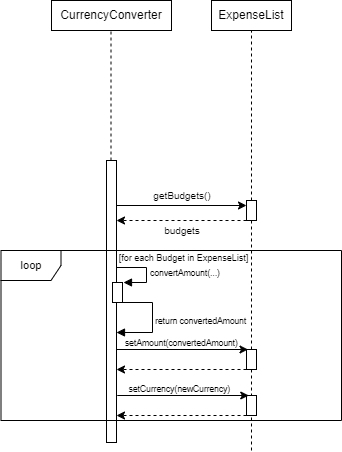 CurrencyConverter
ExpenseList
getBudgets()
budgets
loop
[for each Budget in ExpenseList]
convertAmount(...)
return convertedAmount
setAmount(convertedAmount)
setCurrency(newCurrency)